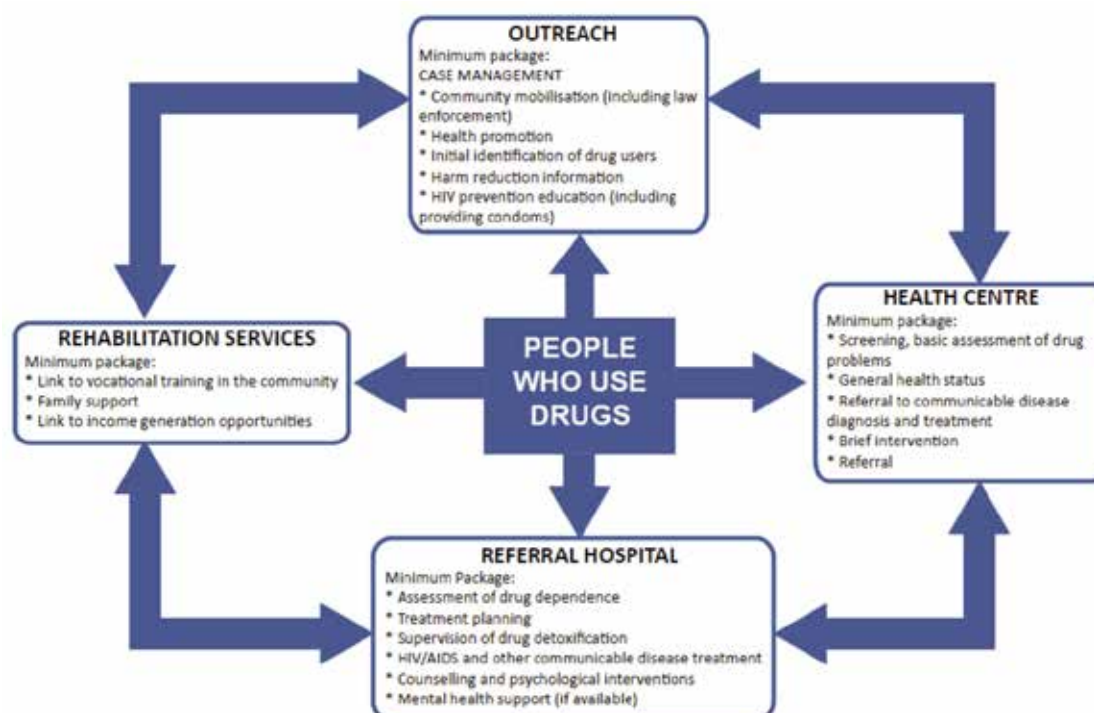 OUTREACH
Minimum package:
CASE MANAGEMENT
* Community mobilisation (including law
enforcement)
* Health promotion
* Initial identification of drug users
* Harm reduction information
* HIV prevention education (including
providing condoms)
REHABILITATION SERVICES
Minimum package:
* Link to vocational training in the community
* Family support
* Link to income generation opportunities
PEOPLE
WHO USE
DRUGS
HEALTH CENTRE
Minimum package:
* Screening, basic assessment of drug
problems
* General health status
* Referral to communicable disease
diagnosis and treatment
* Brief intervention
* Referral
REFERRAL HOSPITAL
Minimum Package:
* Assessment of drug dependence
* Treatment planning
* Supervision of drug detoxification
* HIV/AIDS and other communicable disease treatment
* Counselling and psychological interventions
* Mental health support (if available)